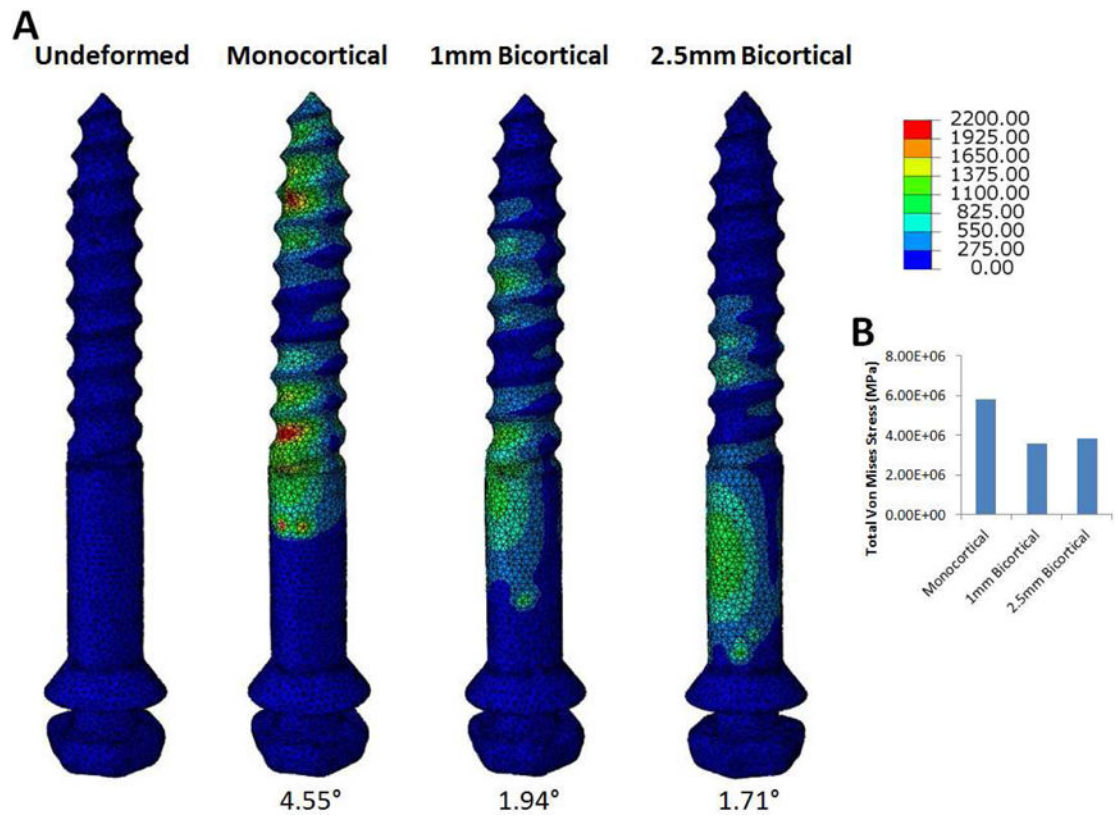 A
Undeformed
Monocortical
1mm Bicortical
2.5mm Bicortical
2200.00
1925.00
1650.00
1375.00
1100.00
825.00
550.00
275.00
0.00
B
Total Von Mises Stress (MPa)
8.00E+06
6.00E+06
4.00E+06
2.00E+06
0.00E+00
Monocortical
1mm Bicortical
2.5mm Bicortical
4.55°
1.94°
1.71°